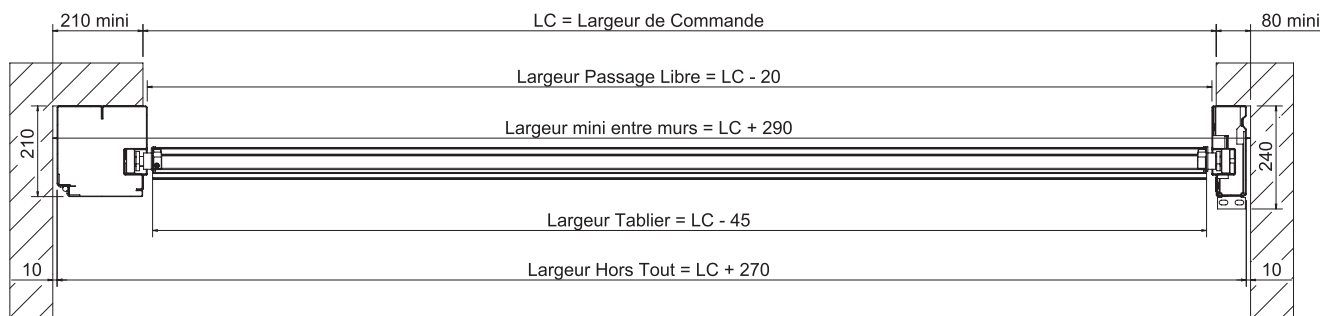 210 mini
LC = Largeur de Commande
80 mini
Largeur Passage Libre = LC - 20
210
Largeur mini entre murs = LC + 290
240
Largeur Tablier = LC - 45
10
Largeur Hors Tout = LC + 270
10